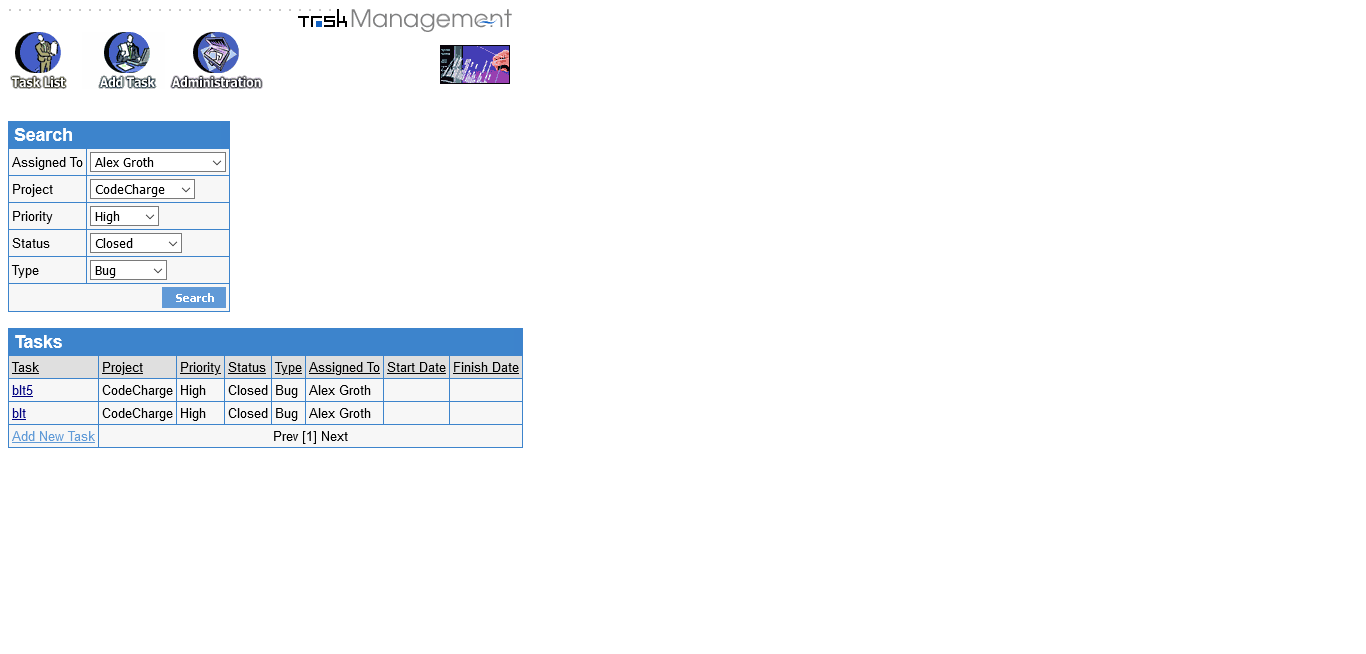 Task Management
Task List Add Task Administration
Search
Assigned To Alex Groth
Project CodeCharge
Priority High
Status Closed
Type Bug
Search
Tasks
Task Project Priority Status Type Assigned To Start Date Finish Date
blt5 CodeCharge High Closed Bug Alex Groth
blt CodeCharge High Closed Bug Alex Groth
Add New Task Prev [1] Next